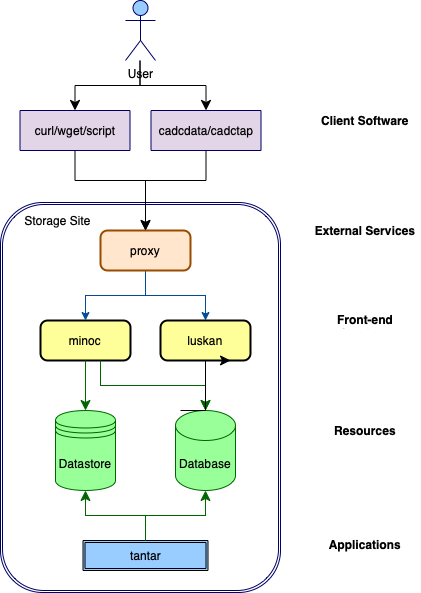 User
curl/wget/script
cadcdata/cadctap
Client Software
Storage Site
External Services
proxy
Front-end
minoc
luskan
Resources
Datastore
Database
Applications
tantar